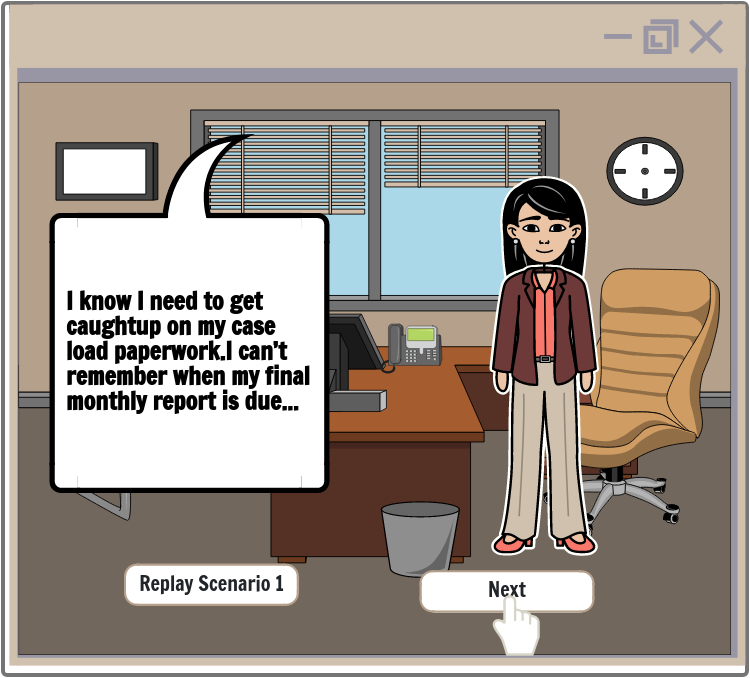 I know I need to get
caughtup on my case
load paperwork.I can't
remember when my final
monthly report is due...
Replay Scenario 1
Next